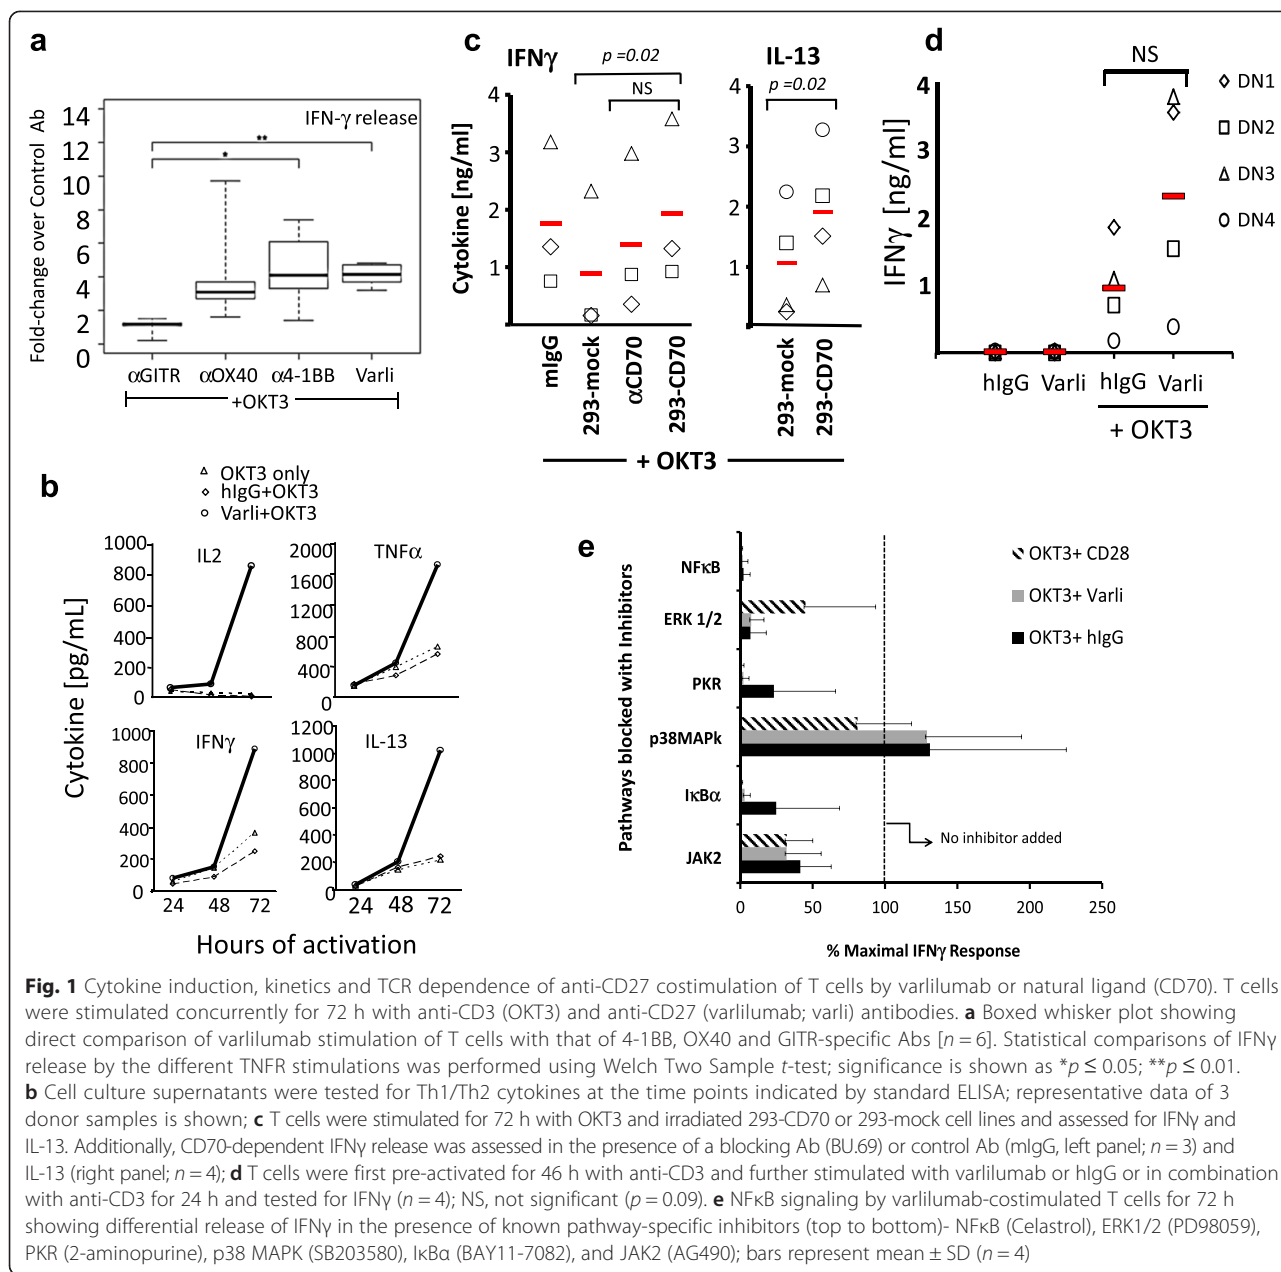 a
Fold-change over Control Ab
14
12
10
8
6
4
2
0
IFN-γ release
**
*
αGITR αOX40 α4-1BB Varli
+OKT3
c
IFNγ
p =0.02
NS
Cytokine [ng/ml]
4
3
2
1
mIgG
293-mock
αCD70
293-CD70
IL-13
p =0.02
4
3
2
1
293-mock
293-CD70
+ OKT3
d
NS
IFNγ [ng/ml]
4
3
2
1
hIgG Varli hIgG Varli
+ OKT3
DN1
DN2
DN3
DN4
b
OKT3 only
hIgG+OKT3
Varli+OKT3
Cytokine [pg/mL]
IL2
1000
800
600
400
200
0
TNFα
2000
1600
1200
800
400
0
IFNγ
1000
800
600
400
200
0
24 48 72
IL-13
1200
1000
800
600
400
200
0
24 48 72
Hours of activation
e
Pathways blocked with Inhibitors
NFκB
ERK 1/2
PKR
p38MAPk
IκBα
JAK2
OKT3+ CD28
OKT3+ Varli
OKT3+ hIgG
No inhibitor added
0 50 100 150 200 250
% Maximal IFNγ Response
Fig. 1 Cytokine induction, kinetics and TCR dependence of anti-CD27 costimulation of T cells by varlilumab or natural ligand (CD70). T cells
were stimulated concurrently for 72 h with anti-CD3 (OKT3) and anti-CD27 (varlilumab; varli) antibodies. a Boxed whisker plot showing
direct comparison of varlilumab stimulation of T cells with that of 4-1BB, OX40 and GITR-specific Abs [n = 6]. Statistical comparisons of IFNγ
release by the different TNFR stimulations was performed using Welch Two Sample t-test; significance is shown as *p ≤ 0.05; **p ≤ 0.01.
b Cell culture supernatants were tested for Th1/Th2 cytokines at the time points indicated by standard ELISA; representative data of 3
donor samples is shown; c T cells were stimulated for 72 h with OKT3 and irradiated 293-CD70 or 293-mock cell lines and assessed for IFNγ and
IL-13. Additionally, CD70-dependent IFNγ release was assessed in the presence of a blocking Ab (BU.69) or control Ab (mIgG, left panel; n = 3) and
IL-13 (right panel; n = 4); d T cells were first pre-activated for 46 h with anti-CD3 and further stimulated with varlilumab or hIgG or in combination
with anti-CD3 for 24 h and tested for IFNγ (n = 4); NS, not significant (p = 0.09). e NFκB signaling by varlilumab-costimulated T cells for 72 h
showing differential release of IFNγ in the presence of known pathway-specific inhibitors (top to bottom)- NFκB (Celastrol), ERK1/2 (PD98059),
PKR (2-aminopurine), p38 MAPK (SB203580), IκBα (BAY11-7082), and JAK2 (AG490); bars represent mean ± SD (n = 4)